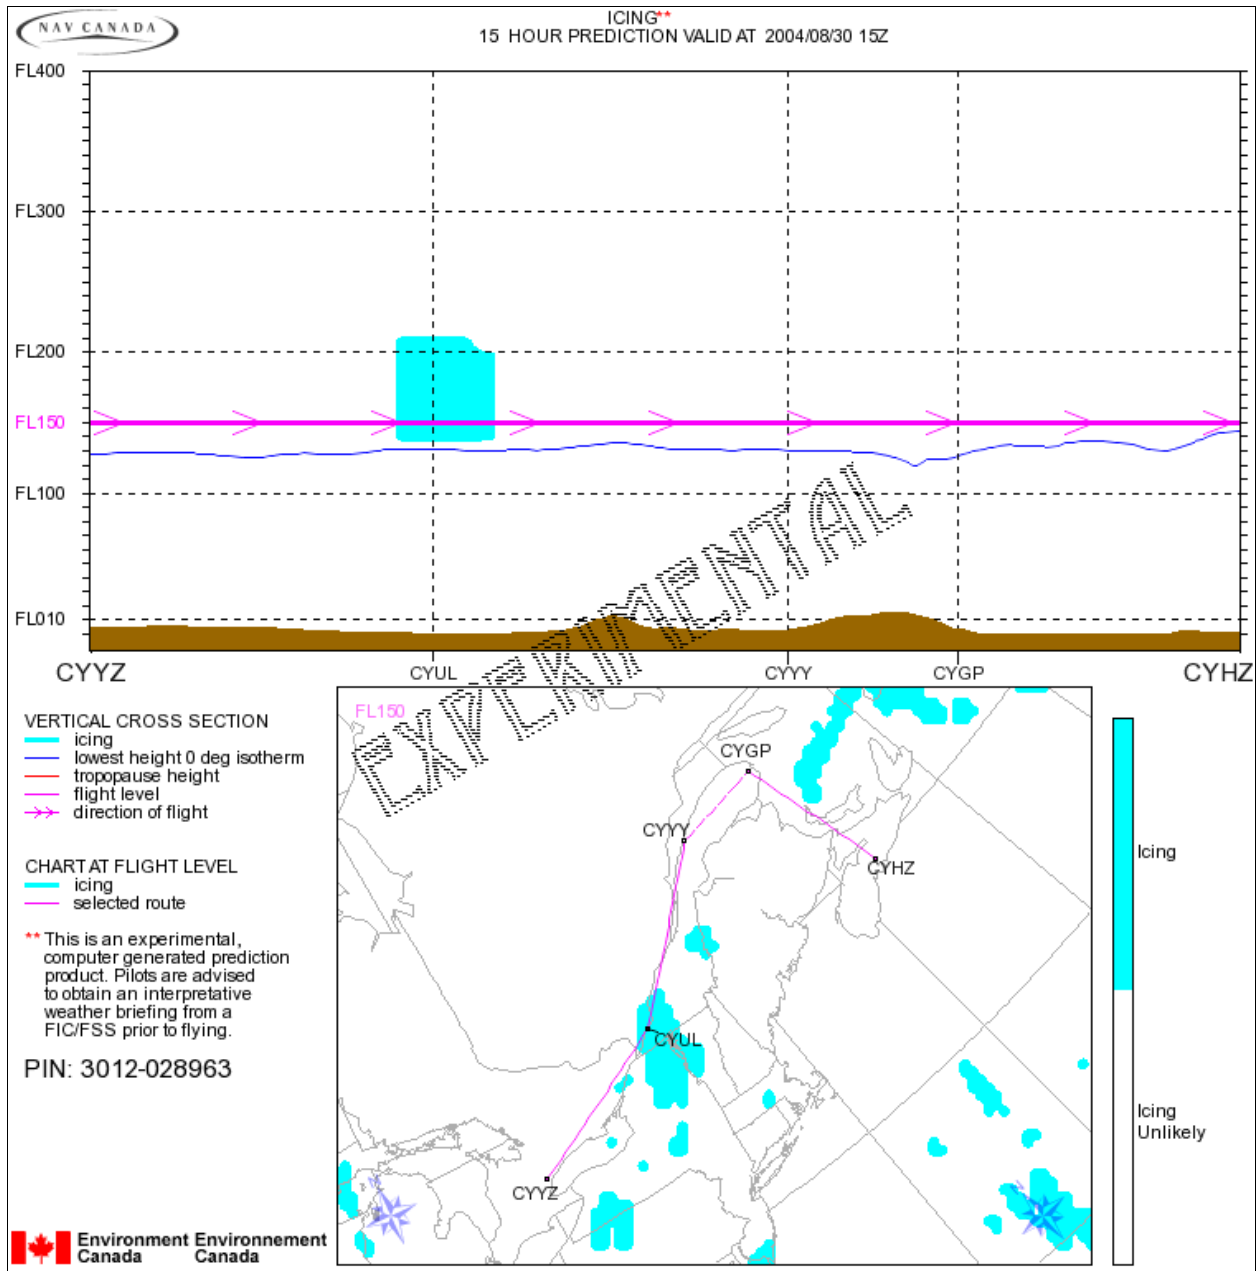 NAV CANADA
ICING**
15 HOUR PREDICTION VALID AT 2004/08/30 15Z
FL400
FL300
FL200
FL150
FL100
FL010
CYYZ
CYUL
CYYY
CYGP
CYHZ
EXPERIMENTAL
VERTICAL CROSS SECTION
icing
lowest height 0 deg isotherm
tropopause height
flight level
direction of flight
CHART AT FLIGHT LEVEL
icing
selected route
** This is an experimental,
computer generated prediction
product. Pilots are advised
to obtain an interpretative
weather briefing from a
FIC/FSS prior to flying.
PIN: 3012-028963
Environment Environnement
Canada Canada
FL150
CYGP
CYYY
CYHZ
CYUL
CYYZ
N
N
Icing
Icing
Unlikely